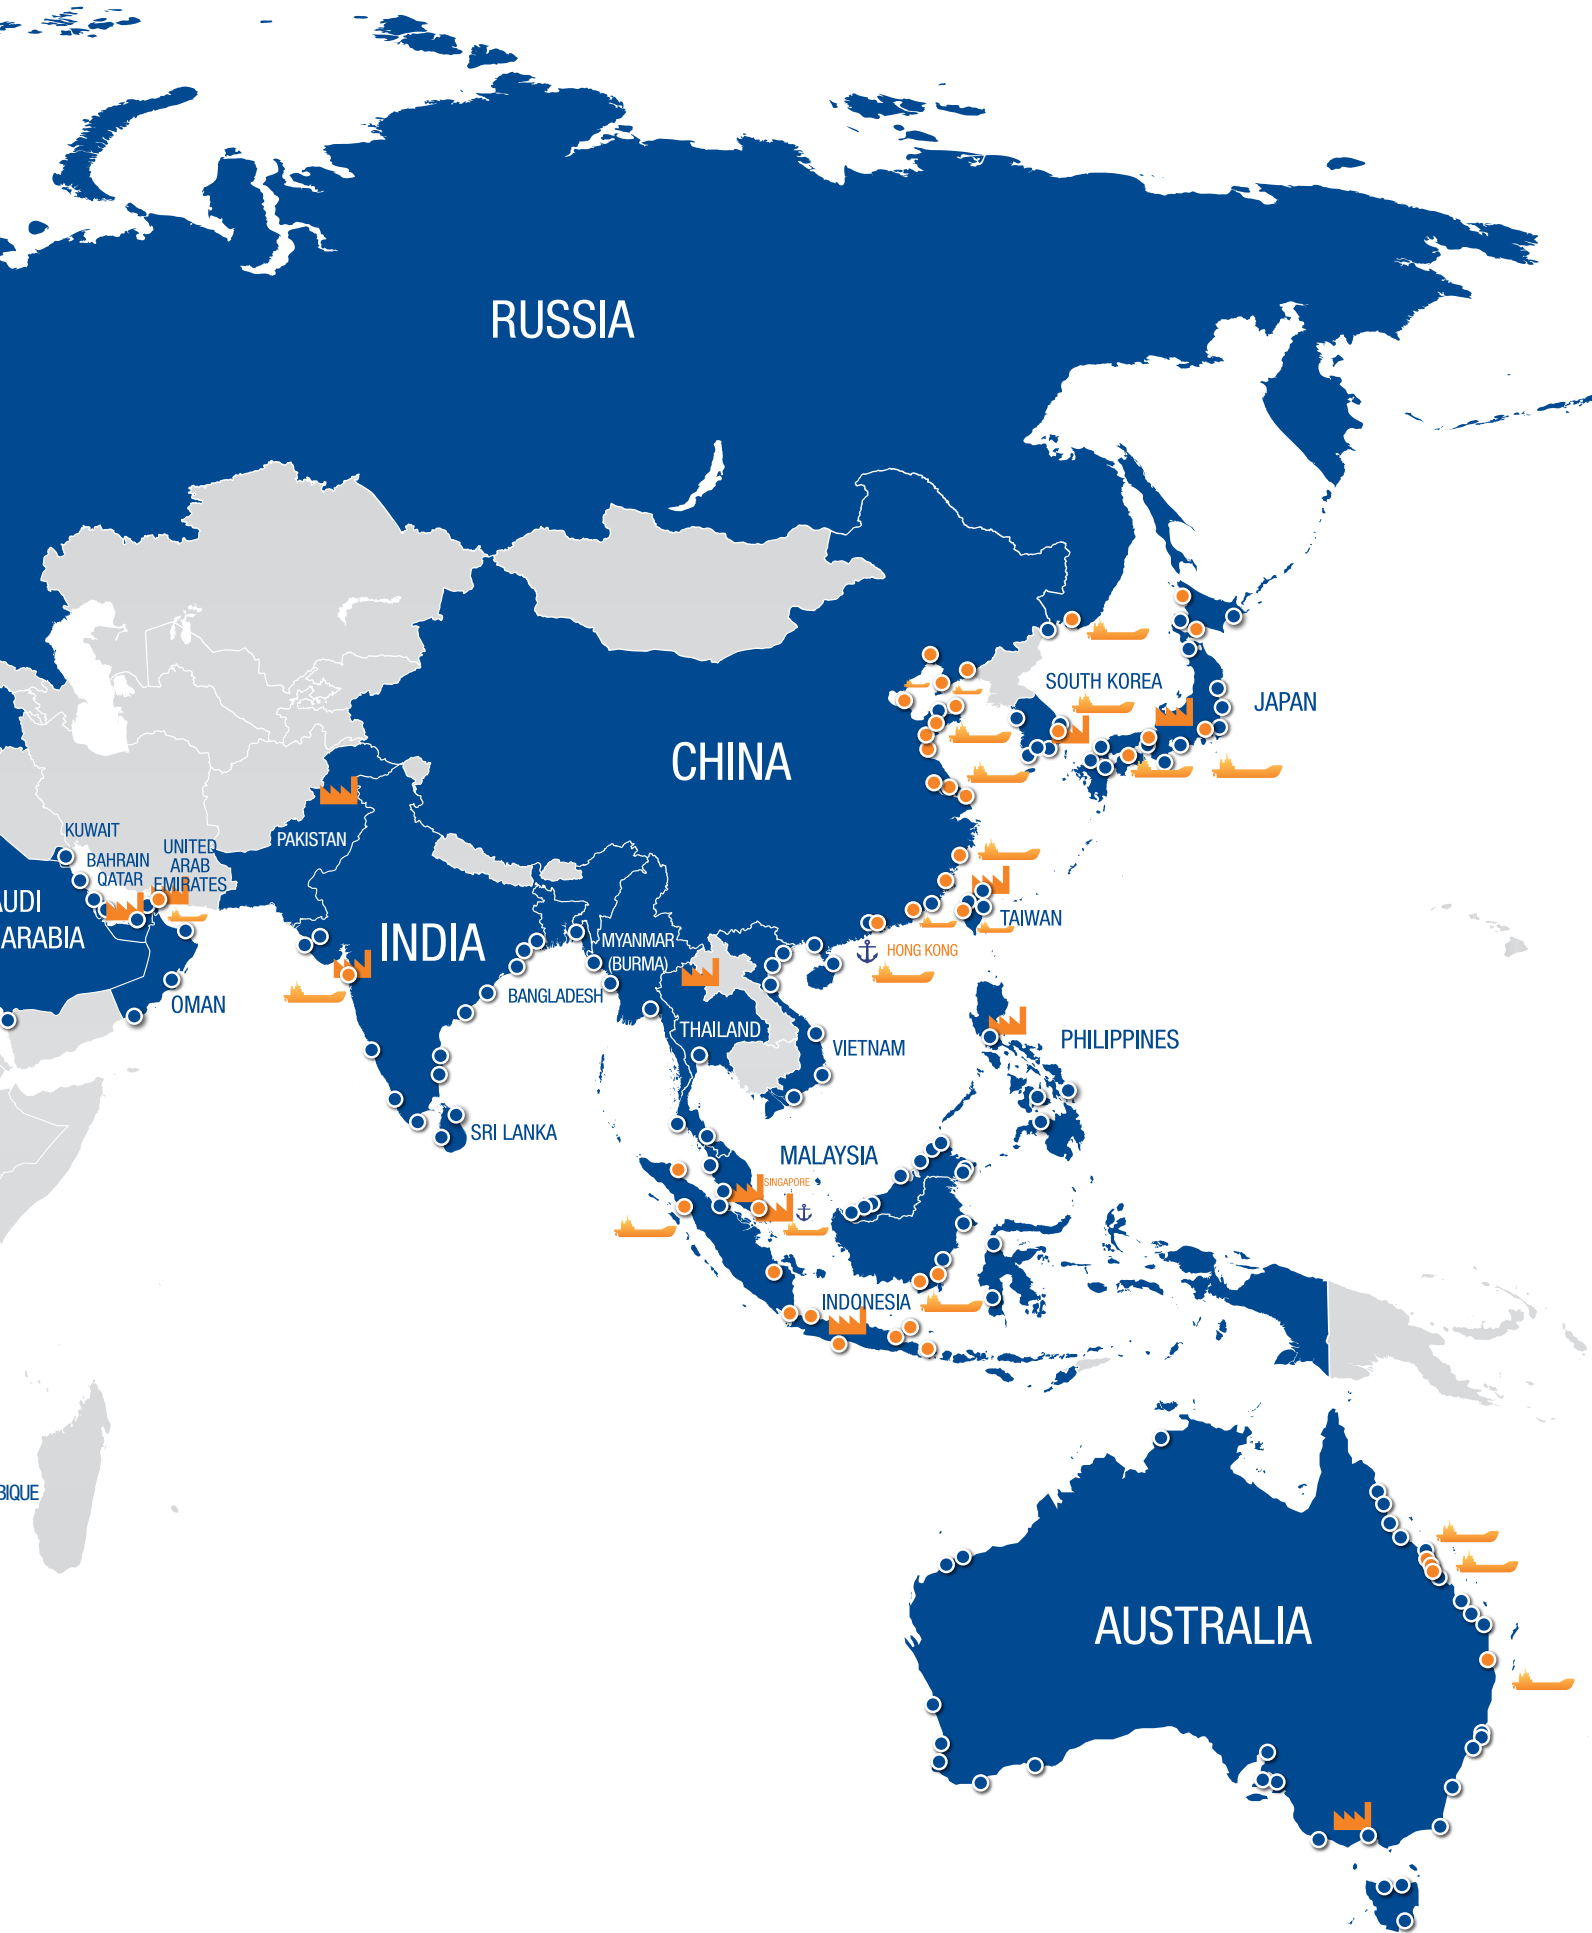 RUSSIA
SOUTH KOREA
JAPAN
CHINA
KUWAIT
PAKISTAN
BAHRAIN
QATAR
UNITED
ARAB
EMIRATES
AUDI
ARABIA
INDIA
MYANMAR
(BURMA)
TAIWAN
HONG KONG
OMAN
BANGLADESH
THAILAND
VIETNAM
PHILIPPINES
SRI LANKA
MALAYSIA
SINGAPORE
INDONESIA
BIQUE
AUSTRALIA